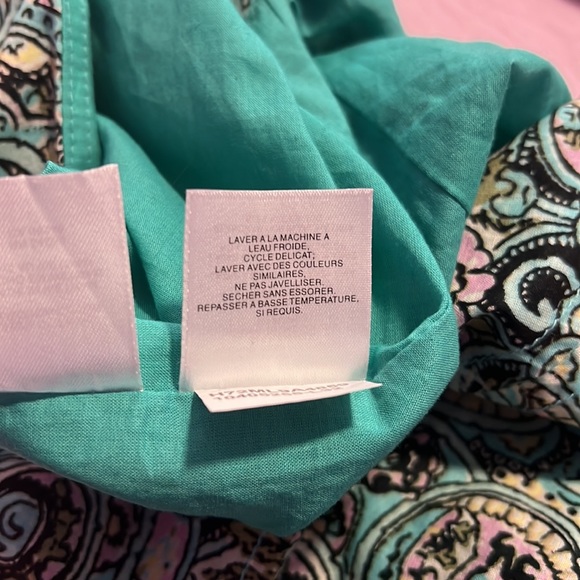 LAVER A LA MACHINE A
LEAU FROIDE,
CYCLE DELICAT;
LAVER AVEC DES COULEURS
SIMILAIRES,
NE PAS JAVELLISER.
SECHER SANS ESSORER.
REPASSER A BASSE TEMPERATURE,
SI REQUIS.